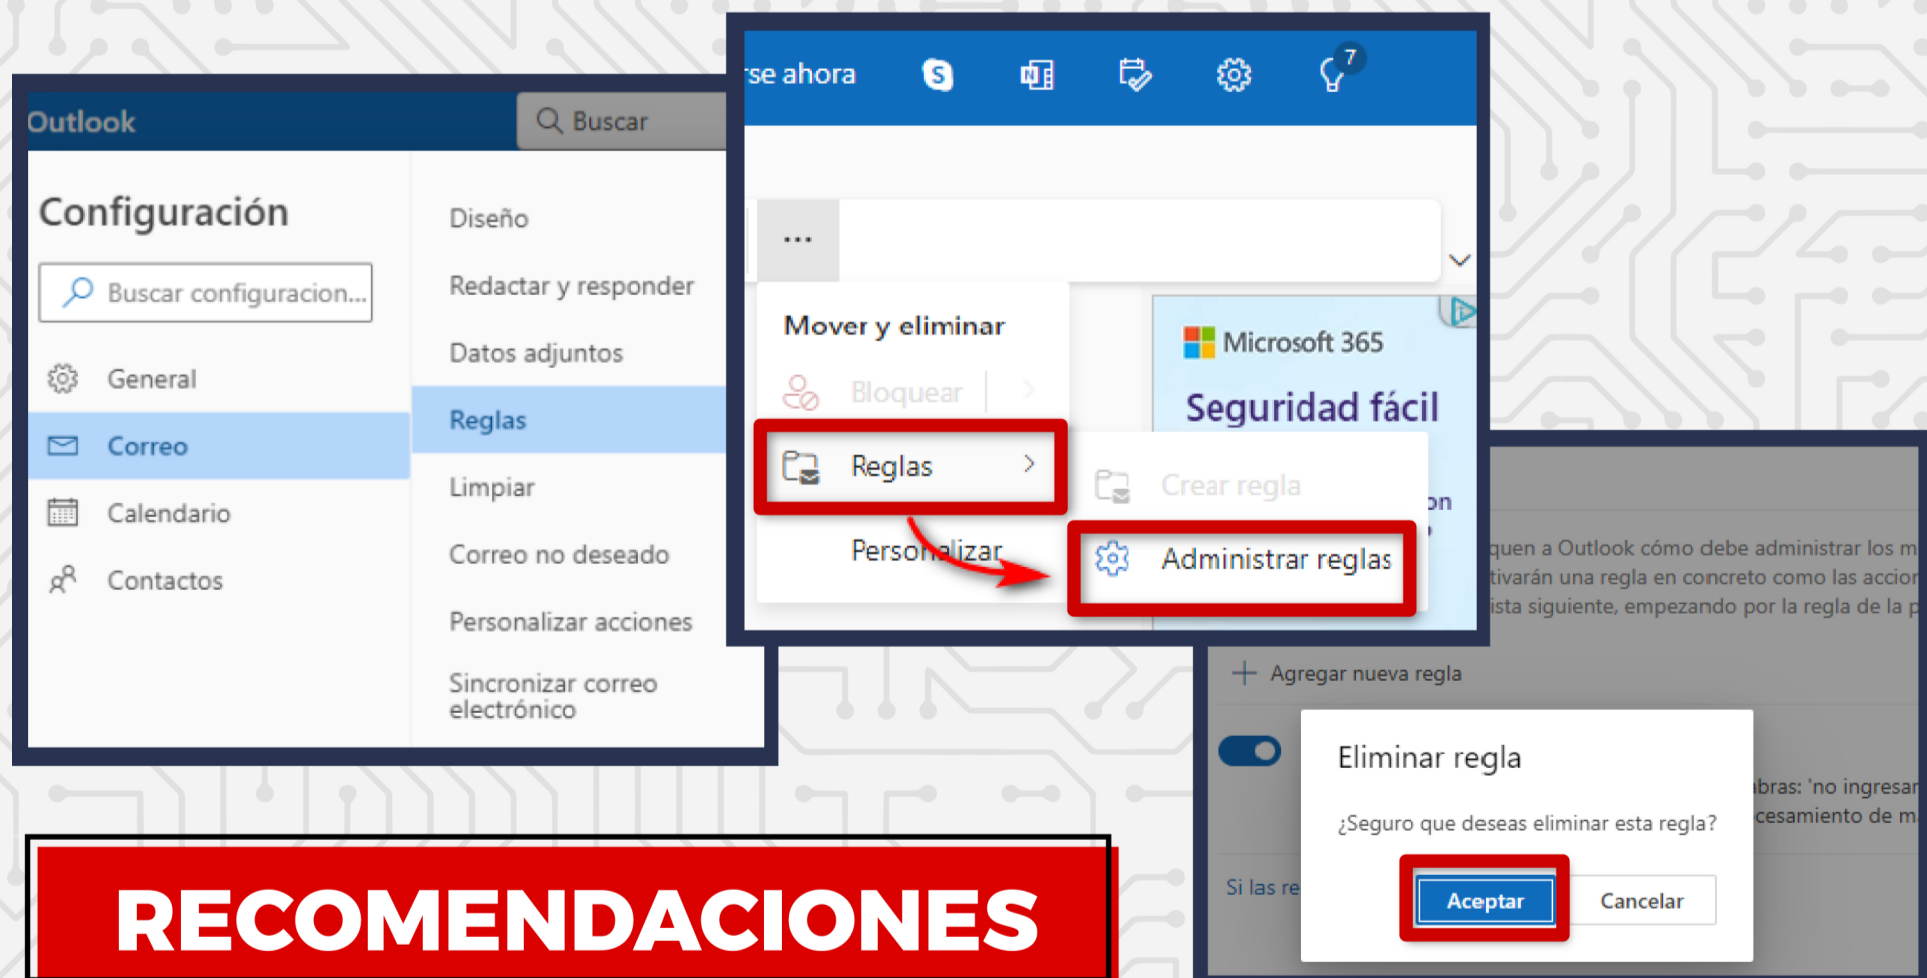 Outlook
Buscar
Configuración
Buscar configuracion...
General
Correo
Calendario
Contactos
Diseño
Redactar y responder
Datos adjuntos
Reglas
Limpiar
Correo no deseado
Personalizar acciones
Sincronizar correo
electrónico
rse ahora
7
...
Mover y eliminar
Bloquear
Reglas
Personalizar
Crear regla
Administrar reglas
Microsoft 365
Seguridad fácil
on
quen a Outlook cómo debe administrar los m
tivarán una regla en concreto como las accion
ista siguiente, empezando por la regla de la p
Agregar nueva regla
Eliminar regla
¿Seguro que deseas eliminar esta regla?
Aceptar
Cancelar
abras: 'no ingresar
cesamiento de m
Si las re
RECOMENDACIONES